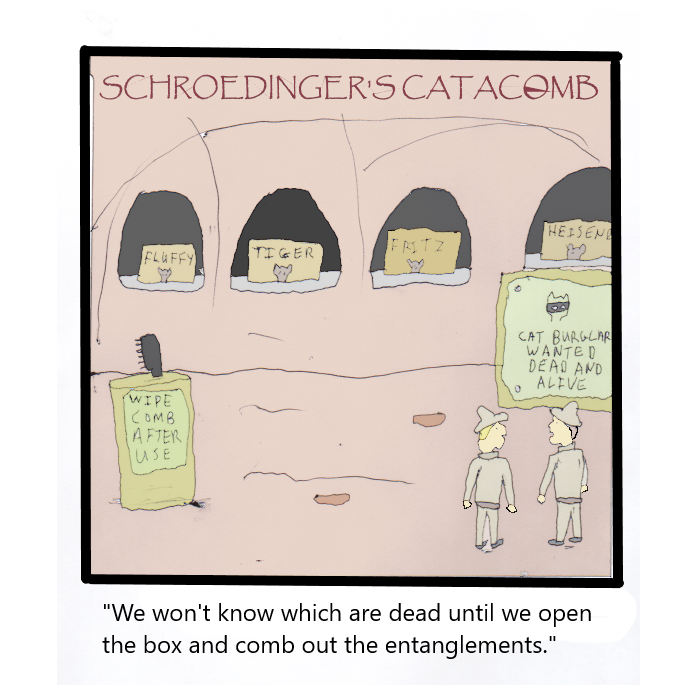 SCHROEDINGER'S CATACOMB
FLUFFY
TIGER
FRITZ
HEISENB
CAT BURGLAR
WANTED
DEAD AND
ALIVE
WIPE
COMB
AFTER
USE
"We won't know which are dead until we open
the box and comb out the entanglements."